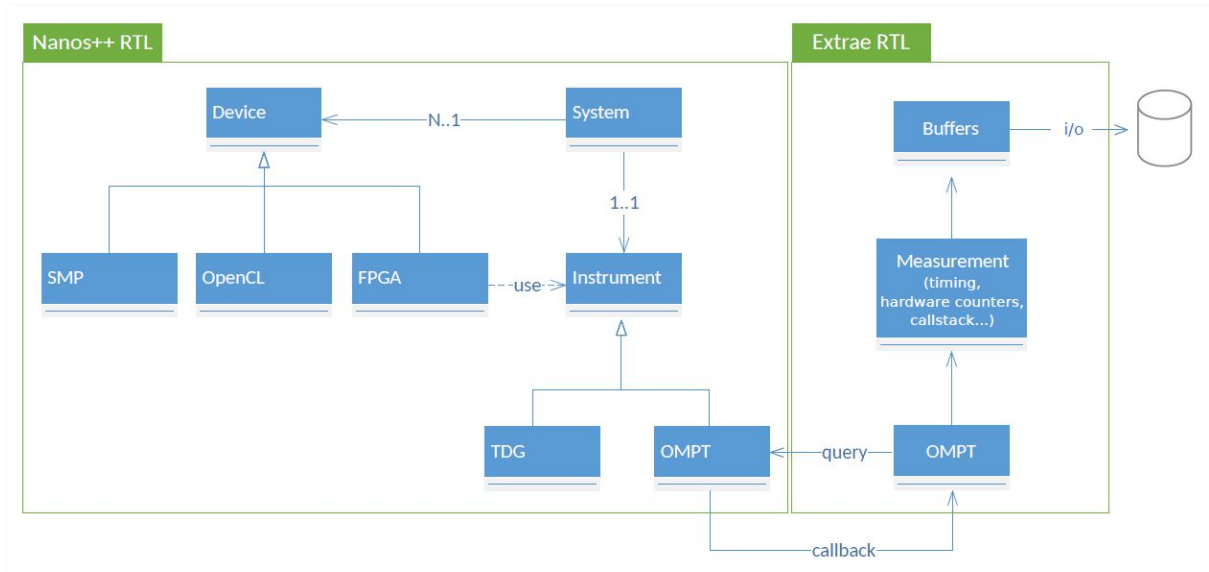 Nanos++ RTL
Extrae RTL
Device
N..1
System
Buffers
i/o
1..1
SMP
OpenCL
FPGA
use
Instrument
Measurement
(timing,
hardware counters,
callstack...)
TDG
OMPT
query
OMPT
callback